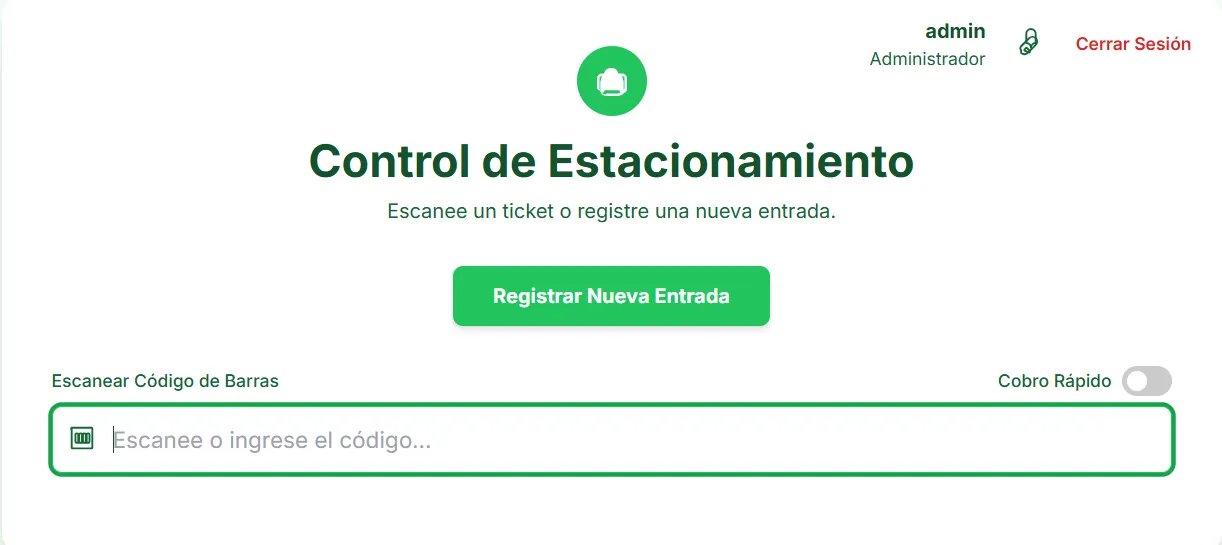 admin
Administrador
Cerrar Sesión
Control de Estacionamiento
Escanee un ticket o registre una nueva entrada.
Registrar Nueva Entrada
Escanear Código de Barras
Cobro Rápido
Escanee o ingrese el código...